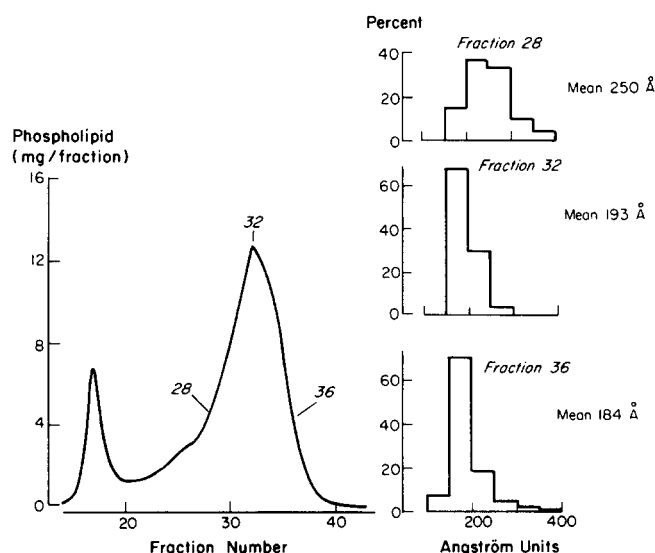 Phospholipid
(mg/fraction)
16
12
8
4
0
20
30
40
Fraction Number
28
32
36
Percent
Fraction 28
40
20
0
Mean 250 Å
Fraction 32
60
40
20
0
Mean 193 Å
Fraction 36
60
40
20
0
Mean 184 Å
200
400
Angström Units